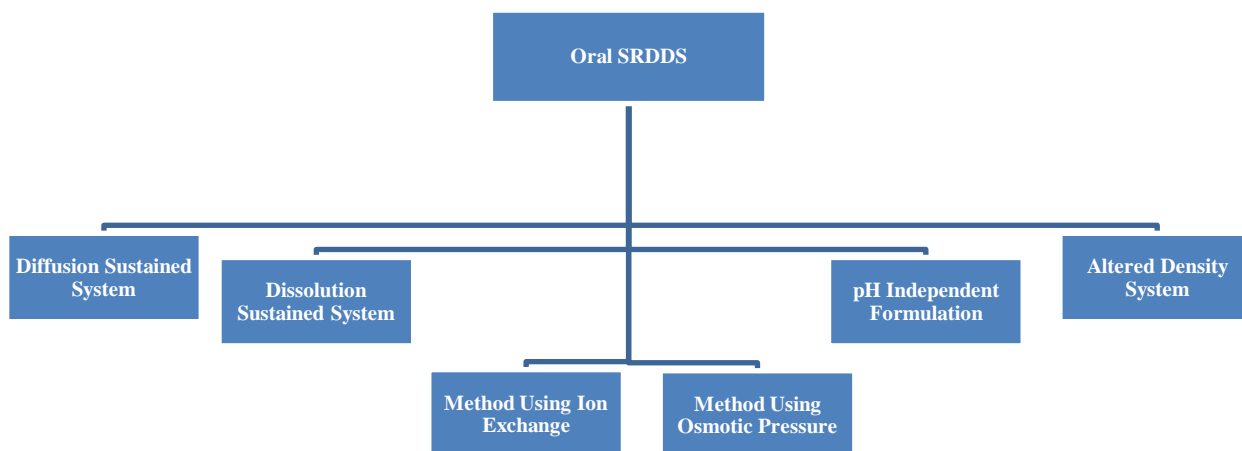 Oral SRDDS
Diffusion Sustained
System
Dissolution
Sustained System
pH Independent
Formulation
Altered Density
System
Method Using Ion
Exchange
Method Using
Osmotic Pressure